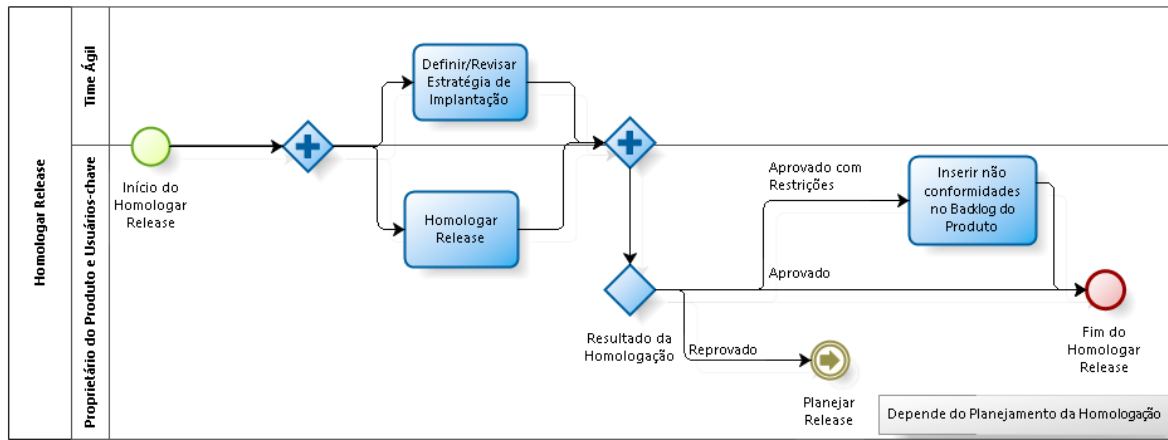 Homologar Release
Time Ágil
Proprietário do Produto e Usuários-chave
Início do
Homologar
Release
Definir/Revisar
Estratégia de
Implantação
Homologar
Release
Resultado da
Homologação
Aprovado com
Restrições
Inserir não
conformidades
no Backlog do
Produto
Aprovado
Reprovado
Planejar
Release
Fim do
Homologar
Release
Depende do Planejamento da Homologação